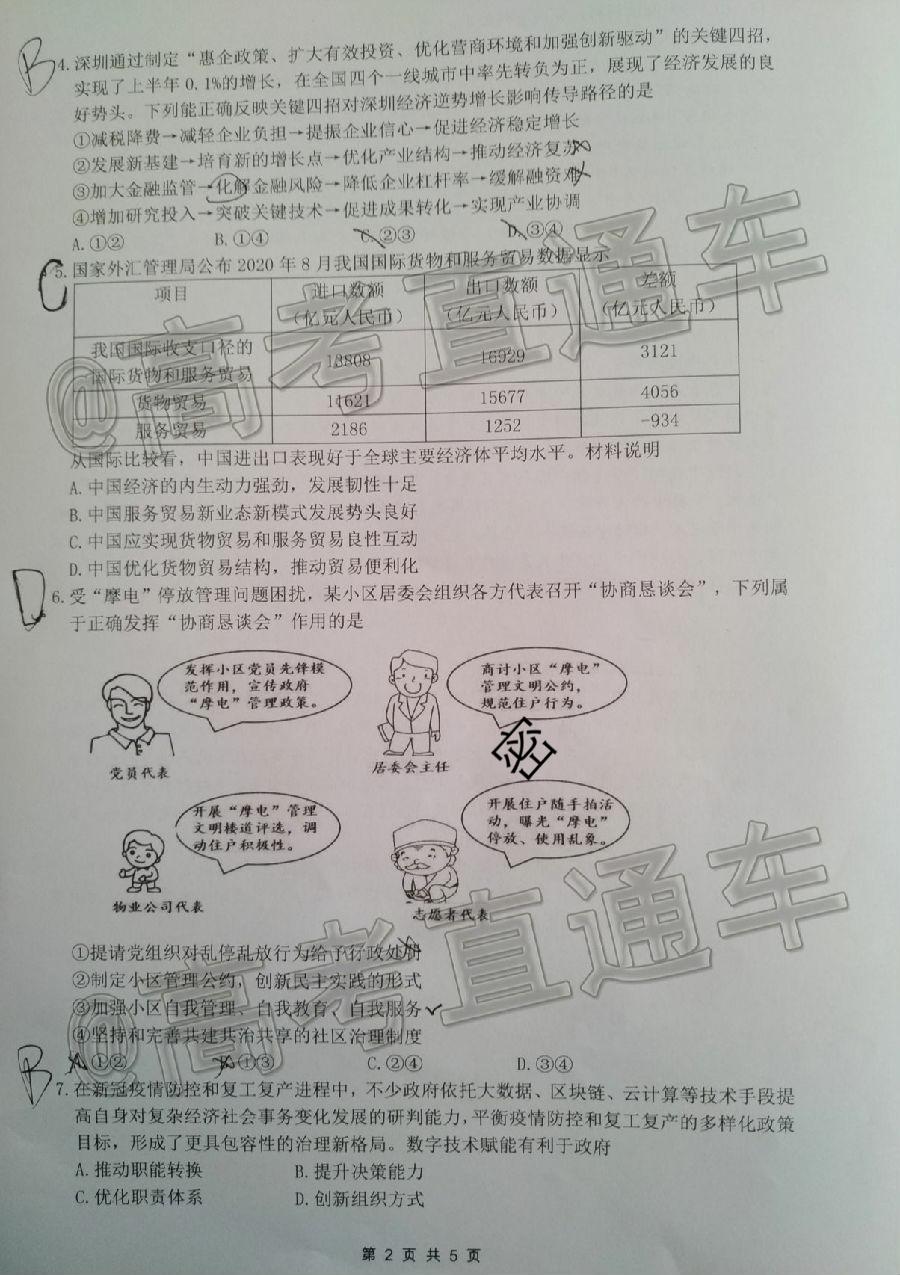 B
4.深圳通过制定“惠企政策、扩大有效投资、优化营商环境和加强创新驱动”的关键四招，
实现了上半年 0.1%的增长，在全国四个一线城市中率先转负为正，展现了经济发展的良
好势头。下列能正确反映关键四招对深圳经济逆势增长影响传导路径的是
①减税降费→减轻企业负担→提振企业信心→促进经济稳定增长
②发展新基建→培育新的增长点→优化产业结构→推动经济复苏
③加大金融监管→化解金融风险→降低企业杠杆率→缓解融资难
④增加研究投入→突破关键技术→促进成果转化→实现产业协调
A.①② B.①④ C.②③ D.③④
C
5.国家外汇管理局公布 2020 年 8 月我国国际货物和服务贸易数据显示
项目 进口数额（亿元人民币） 出口数额（亿元人民币） 差额（亿元人民币）
我国国际收支口径的国际货物和服务贸易 13808 16929 3121
货物贸易 11621 15677 4056
服务贸易 2186 1252 -934
从国际比较看，中国进出口表现好于全球主要经济体平均水平。材料说明
A.中国经济的内生动力强劲，发展韧性十足
B.中国服务贸易新业态新模式发展势头良好
C.中国应实现货物贸易和服务贸易良性互动
D.中国优化货物贸易结构，推动贸易便利化
D
6.受“摩电”停放管理问题困扰，某小区居委会组织各方代表召开“协商恳谈会”，下列属
于正确发挥“协商恳谈会”作用的是
发挥小区党员先锋模
范作用，宣传政府
“摩电”管理政策。
党员代表
商讨小区“摩电”
管理文明公约，
规范住户行为。
居委会主任
密
开展“摩电”管理
文明楼道评选，调
动住户积极性。
物业公司代表
开展住户随手拍活
动，曝光“摩电”
停放、使用乱象。
志愿者代表
①提请党组织对乱停乱放行为给予行政处罚
②制定小区管理公约，创新民主实践的形式
③加强小区自我管理、自我教育、自我服务
④坚持和完善共建共治共享的社区治理制度
A.①② B.①③ C.②④ D.③④
B
7.在新冠疫情防控和复工复产进程中，不少政府依托大数据、区块链、云计算等技术手段提
高自身对复杂经济社会事务变化发展的研判能力，平衡疫情防控和复工复产的多样化政策
目标，形成了更具包容性的治理新格局。数字技术赋能有利于政府
A.推动职能转换 B.提升决策能力
C.优化职责体系 D.创新组织方式
第 2 页 共 5 页
@高考直通车
@高考直通车